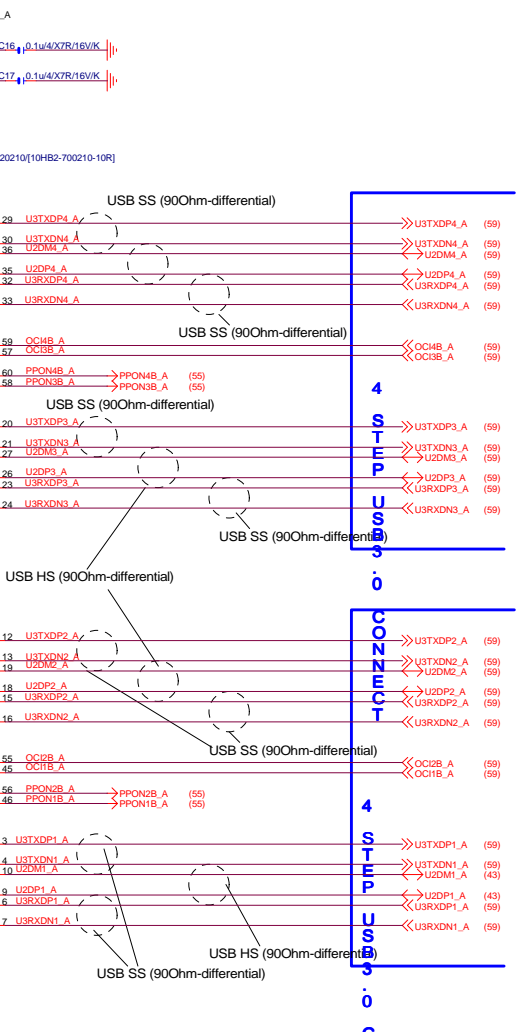 _A
C16 0.1u/4/X7R/16V/K
C17 0.1u/4/X7R/16V/K
20210/[10HB2-700210-10R]
USB SS (90Ohm-differential)
29 U3TXDP4_A U3TXDP4_A (59)
30 U3TXDN4_A U3TXDN4_A (59)
36 U2DM4_A U2DM4_A (59)
35 U2DP4_A U2DP4_A (59)
32 U3RXDP4_A U3RXDP4_A (59)
33 U3RXDN4_A U3RXDN4_A (59)
USB SS (90Ohm-differential)
59 OCI4B_A OCI4B_A (59)
57 OCI3B_A OCI3B_A (59)
60 PPON4B_A PPON4B_A (55)
58 PPON3B_A PPON3B_A (55)
USB SS (90Ohm-differential)
20 U3TXDP3_A U3TXDP3_A (59)
21 U3TXDN3_A U3TXDN3_A (59)
27 U2DM3_A U2DM3_A (59)
26 U2DP3_A U2DP3_A (59)
23 U3RXDP3_A U3RXDP3_A (59)
24 U3RXDN3_A U3RXDN3_A (59)
USB SS (90Ohm-differential)
4 STEP USB3.0 CONNECT
USB HS (90Ohm-differential)
12 U3TXDP2_A U3TXDP2_A (59)
13 U3TXDN2_A U3TXDN2_A (59)
19 U2DM2_A U2DM2_A (59)
18 U2DP2_A U2DP2_A (59)
15 U3RXDP2_A U3RXDP2_A (59)
16 U3RXDN2_A U3RXDN2_A (59)
USB SS (90Ohm-differential)
55 OCI2B_A OCI2B_A (59)
45 OCI1B_A OCI1B_A (59)
56 PPON2B_A PPON2B_A (55)
46 PPON1B_A PPON1B_A (55)
3 U3TXDP1_A U3TXDP1_A (59)
4 U3TXDN1_A U3TXDN1_A (59)
10 U2DM1_A U2DM1_A (43)
9 U2DP1_A U2DP1_A (43)
6 U3RXDP1_A U3RXDP1_A (59)
7 U3RXDN1_A U3RXDN1_A (59)
USB HS (90Ohm-differential)
USB SS (90Ohm-differential)
4 STEP USB3.0